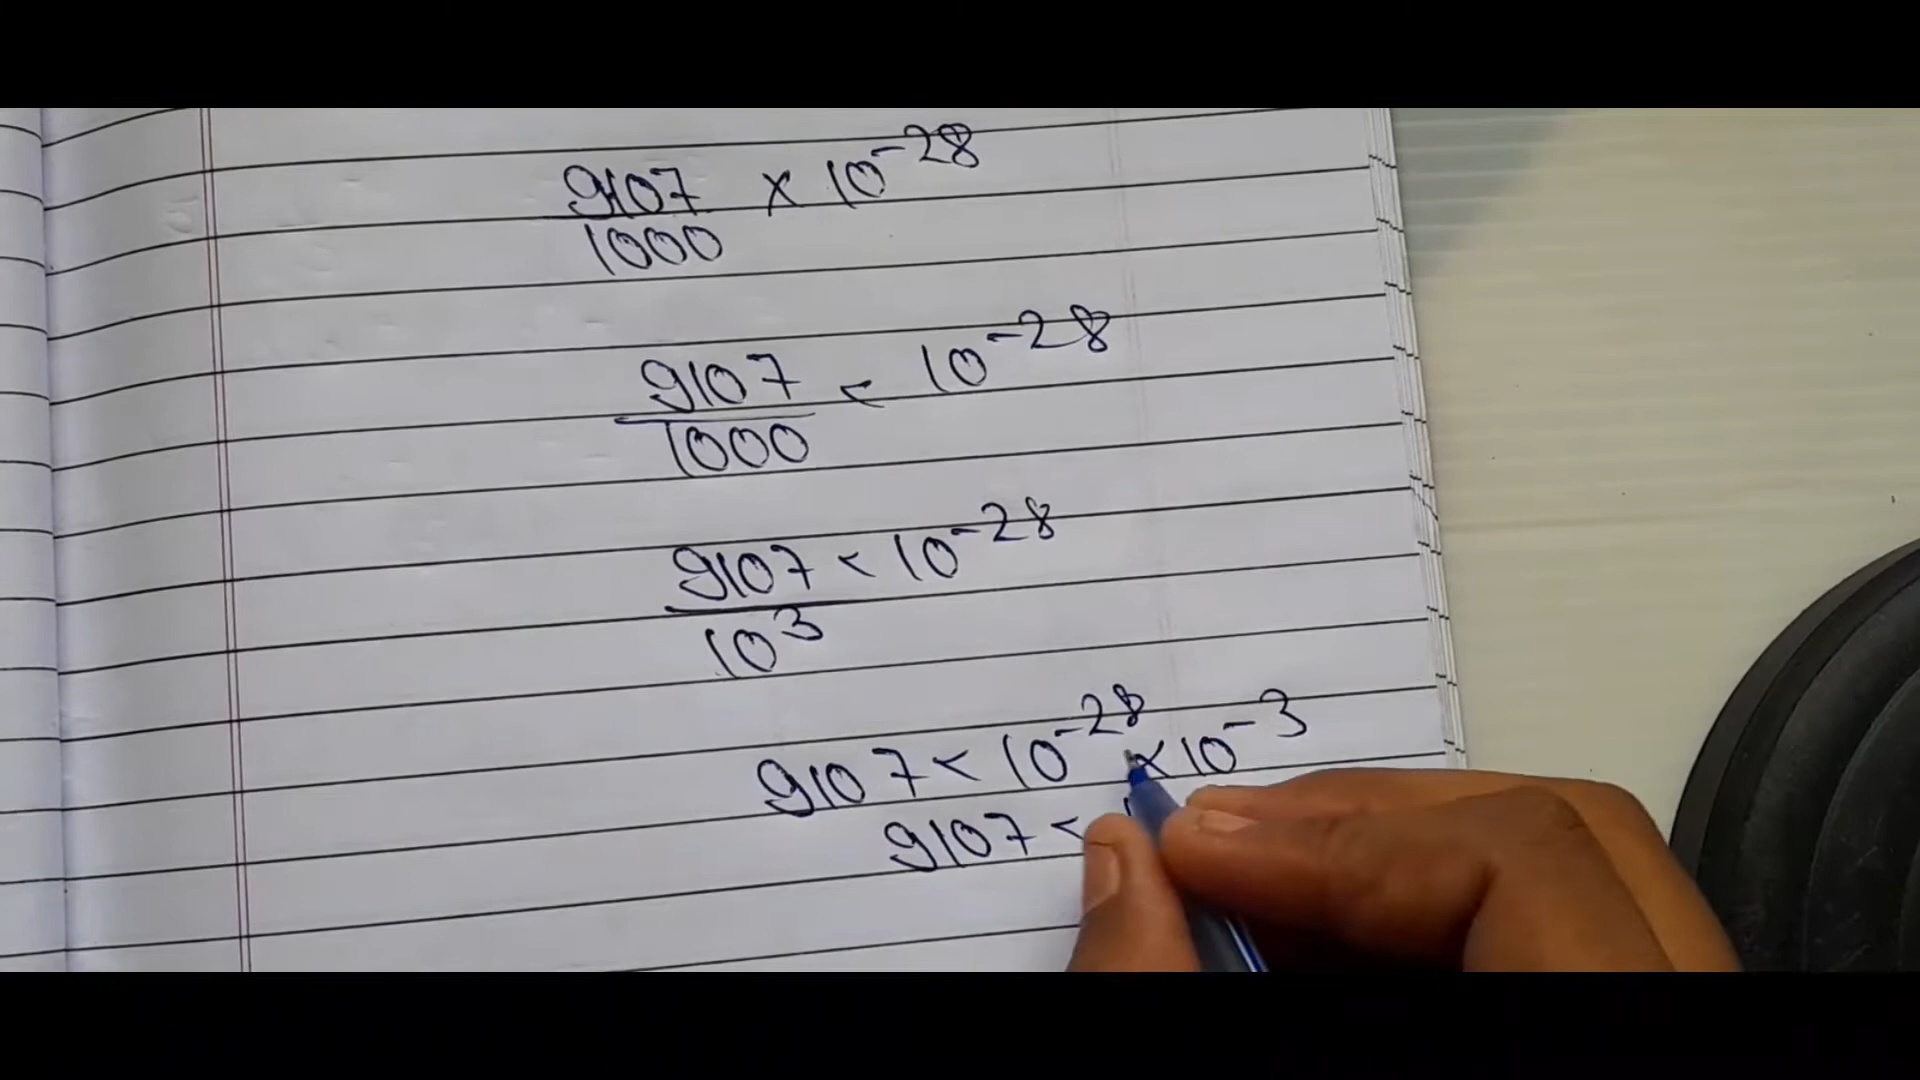 9107 × 10⁻²⁸
1000
9107 < 10⁻²⁸
1000
9107 < 10⁻²⁸
10³
9107 < 10⁻²⁸ × 10⁻³
9107 <